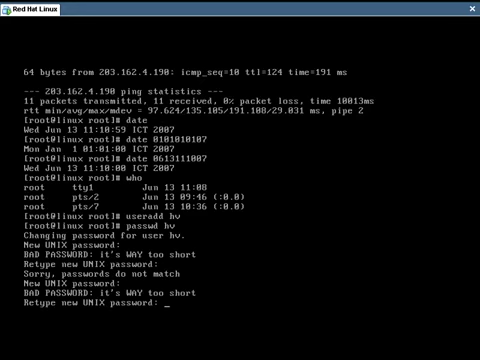 Red Hat Linux
64 bytes from 203.162.4.190: icmp_seq=10 ttl=124 time=191 ms
--- 203.162.4.190 ping statistics ---
11 packets transmitted, 11 received, 0% packet loss, time 10013ms
rtt min/avg/max/mdev = 97.624/135.105/191.108/29.031 ms, pipe 2
[root@linux root]# date
Wed Jun 13 11:10:59 ICT 2007
[root@linux root]# date 0101010107
Mon Jan  1 01:01:00 ICT 2007
[root@linux root]# date 0613111007
Wed Jun 13 11:10:00 ICT 2007
[root@linux root]# who
root     tty1         Jun 13 11:08
root     pts/2        Jun 13 09:46 (:0.0)
root     pts/7        Jun 13 10:36 (:0.0)
[root@linux root]# useradd hv
[root@linux root]# passwd hv
Changing password for user hv.
New UNIX password:
BAD PASSWORD: it's WAY too short
Retype new UNIX password:
Sorry, passwords do not match
New UNIX password:
BAD PASSWORD: it's WAY too short
Retype new UNIX password: _